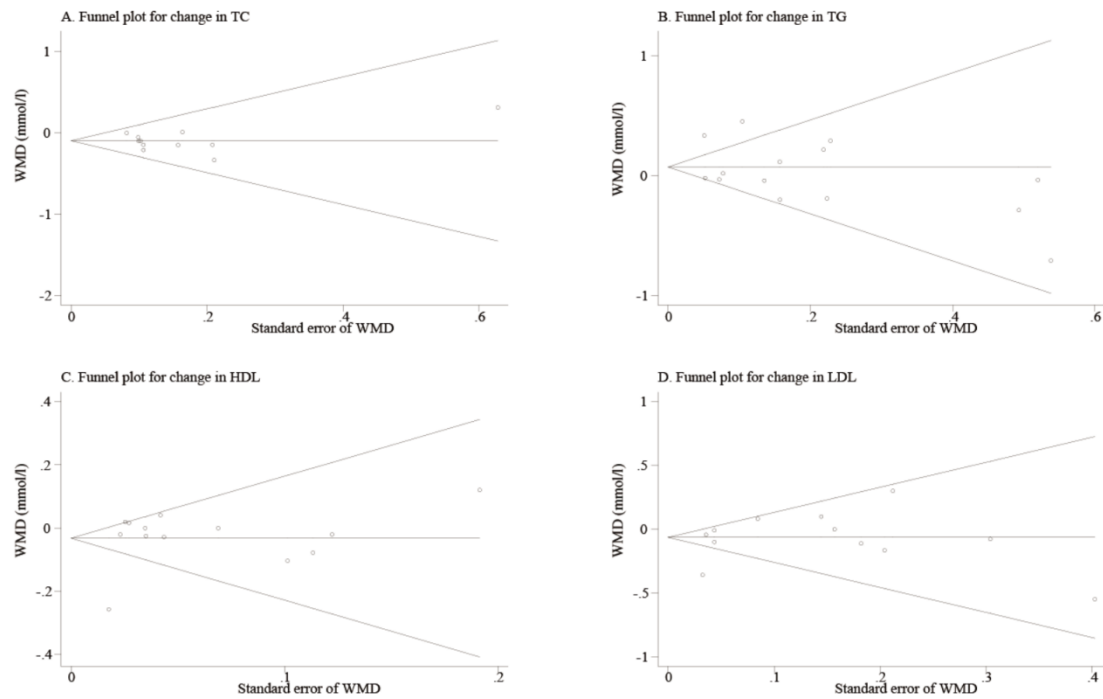 A. Funnel plot for change in TC
WMD (mmol/l)
1
0
-1
-2
0
.2
.4
.6
Standard error of WMD
B. Funnel plot for change in TG
WMD (mmol/l)
1
0
-1
0
.2
.4
.6
Standard error of WMD
C. Funnel plot for change in HDL
WMD (mmol/l)
.4
.2
0
-.2
-.4
0
.1
.2
Standard error of WMD
D. Funnel plot for change in LDL
WMD (mmol/l)
1
.5
0
-.5
-1
0
.1
.2
.3
.4
Standard error of WMD